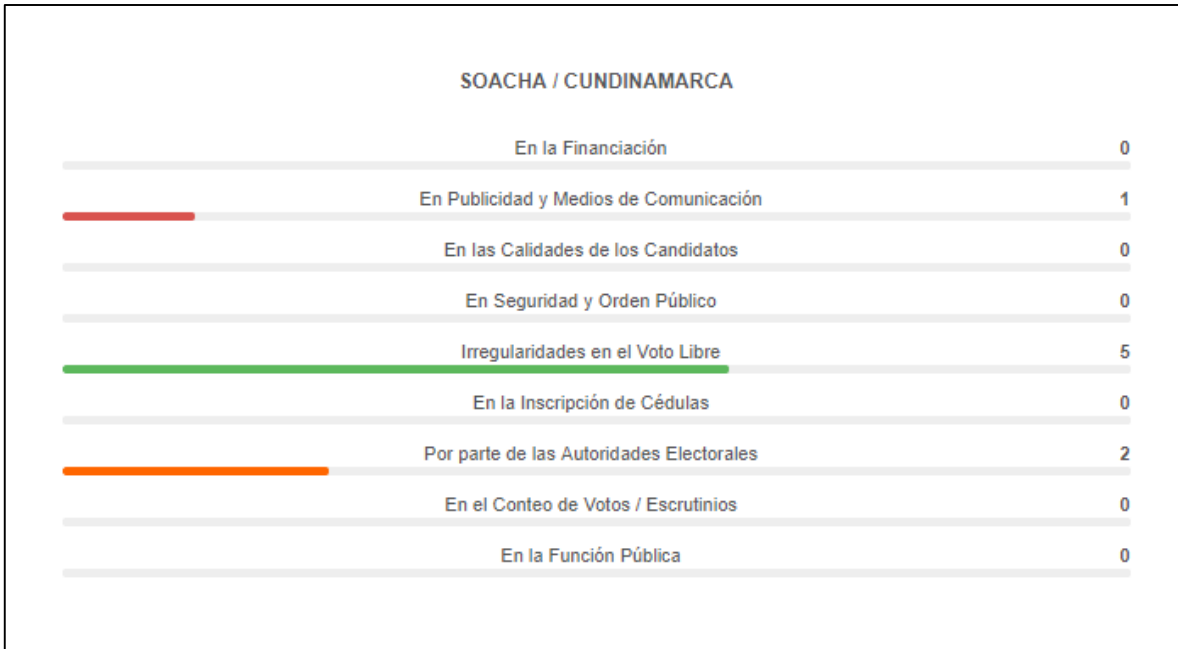 SOACHA / CUNDINAMARCA
En la Financiación 0
En Publicidad y Medios de Comunicación 1
En las Calidades de los Candidatos 0
En Seguridad y Orden Público 0
Irregularidades en el Voto Libre 5
En la Inscripción de Cédulas 0
Por parte de las Autoridades Electorales 2
En el Conteo de Votos / Escrutinios 0
En la Función Pública 0